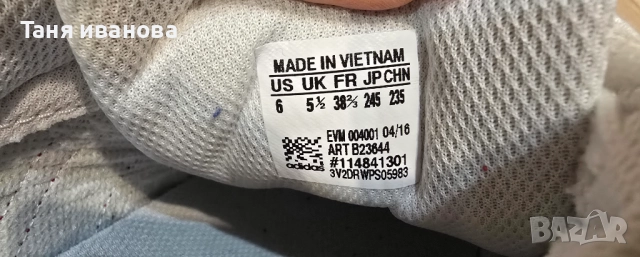 Таня иванова
MADE IN VIETNAM
US UK FR JP CHN
6 5½ 38⅔ 245 235
EVM 004001 04/16
ART B23644
#114841301
3V2DRWPS05983
adidas
BAZAR